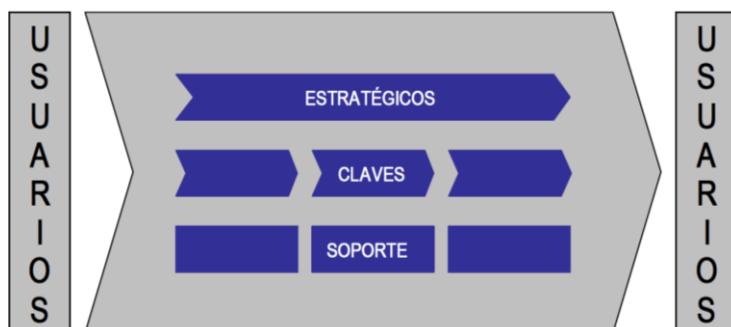 USUARIOS
ESTRATÉGICOS
CLAVES
SOPORTE
USUARIOS